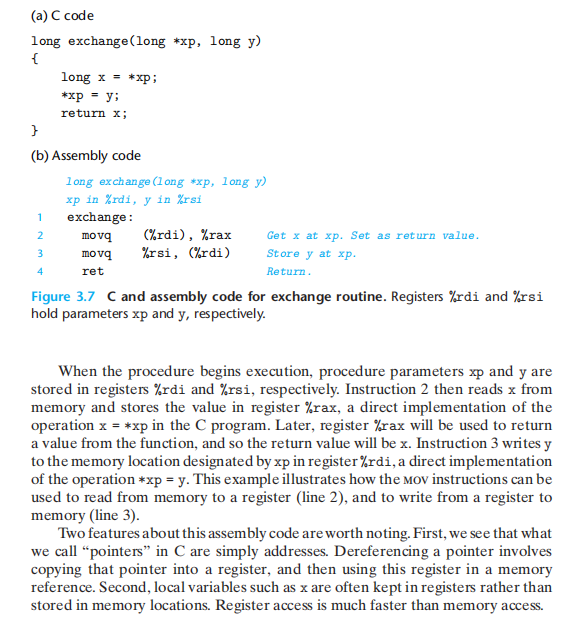 (a) C code
long exchange(long *xp, long y)
{
long x = *xp;
*xp = y;
return x;
}
(b) Assembly code
long exchange(long *xp, long y)
xp in %rdi, y in %rsi
1 exchange:
2 movq (%rdi), %rax Get x at xp. Set as return value.
3 movq %rsi, (%rdi) Store y at xp.
4 ret Return.
Figure 3.7 C and assembly code for exchange routine. Registers %rdi and %rsi
hold parameters xp and y, respectively.
When the procedure begins execution, procedure parameters xp and y are
stored in registers %rdi and %rsi, respectively. Instruction 2 then reads x from
memory and stores the value in register %rax, a direct implementation of the
operation x = *xp in the C program. Later, register %rax will be used to return
a value from the function, and so the return value will be x. Instruction 3 writes y
to the memory location designated by xp in register %rdi, a direct implementation
of the operation *xp = y. This example illustrates how the MOV instructions can be
used to read from memory to a register (line 2), and to write from a register to
memory (line 3).
Two features about this assembly code are worth noting. First, we see that what
we call “pointers” in C are simply addresses. Dereferencing a pointer involves
copying that pointer into a register, and then using this register in a memory
reference. Second, local variables such as x are often kept in registers rather than
stored in memory locations. Register access is much faster than memory access.